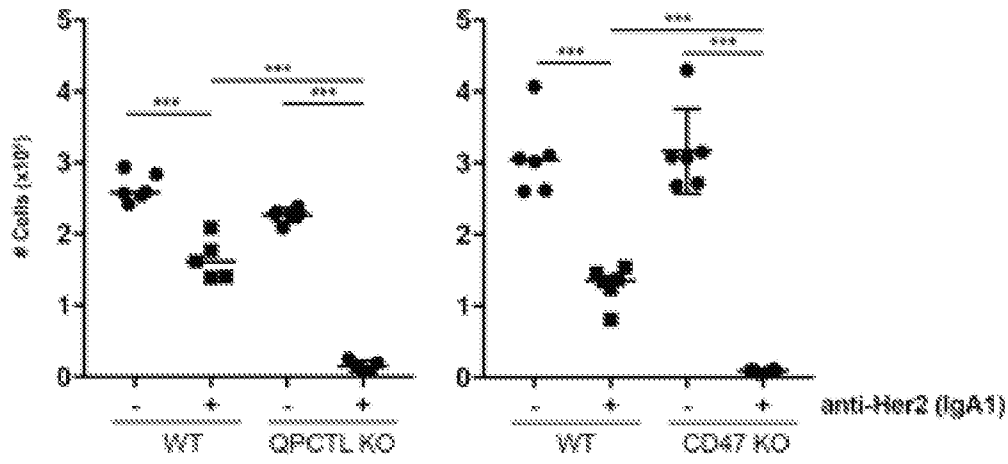 5 4 3 2 1 0
# Cells
*** *** ***
- + - +
WT QPCTL KO
5 4 3 2 1 0
*** *** ***
- + - + anti-Her2 (IgA1)
WT CD47 KO